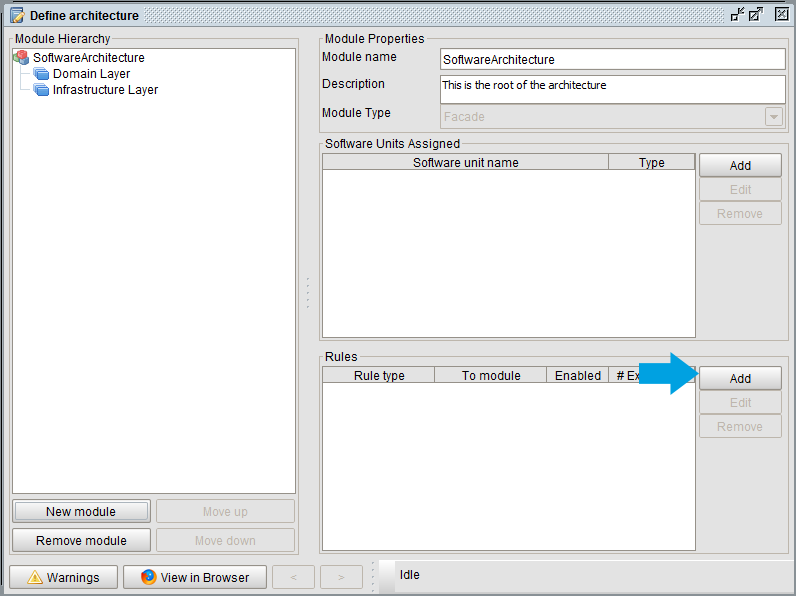 Define architecture
Module Hierarchy
SoftwareArchitecture
Domain Layer
Infrastructure Layer
New module
Move up
Remove module
Move down
Module Properties
Module name
SoftwareArchitecture
Description
This is the root of the architecture
Module Type
Facade
Software Units Assigned
Software unit name Type
Add
Edit
Remove
Rules
Rule type To module Enabled # Ex
Add
Edit
Remove
Warnings
View in Browser
<
>
Idle